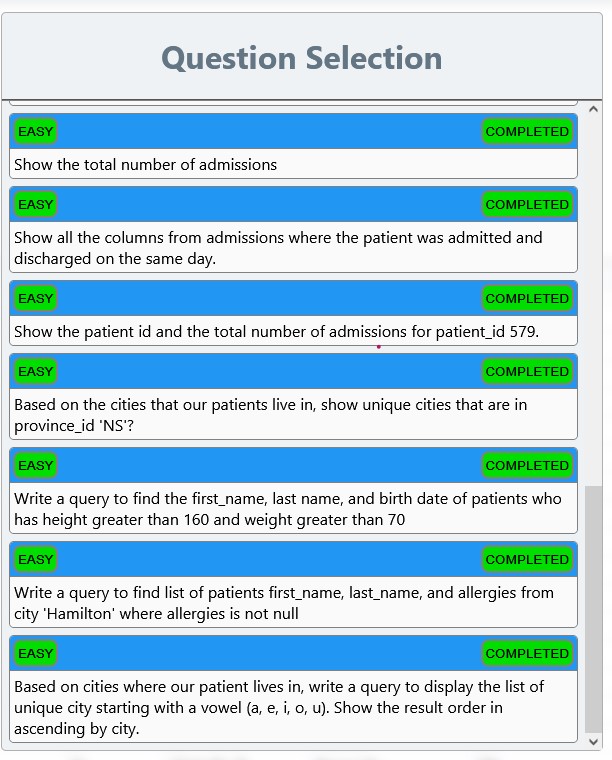 Question Selection
EASY COMPLETED
Show the total number of admissions
EASY COMPLETED
Show all the columns from admissions where the patient was admitted and
discharged on the same day.
EASY COMPLETED
Show the patient id and the total number of admissions for patient_id 579.
EASY COMPLETED
Based on the cities that our patients live in, show unique cities that are in
province_id 'NS'?
EASY COMPLETED
Write a query to find the first_name, last name, and birth date of patients who
has height greater than 160 and weight greater than 70
EASY COMPLETED
Write a query to find list of patients first_name, last_name, and allergies from
city 'Hamilton' where allergies is not null
EASY COMPLETED
Based on cities where our patient lives in, write a query to display the list of
unique city starting with a vowel (a, e, i, o, u). Show the result order in
ascending by city.